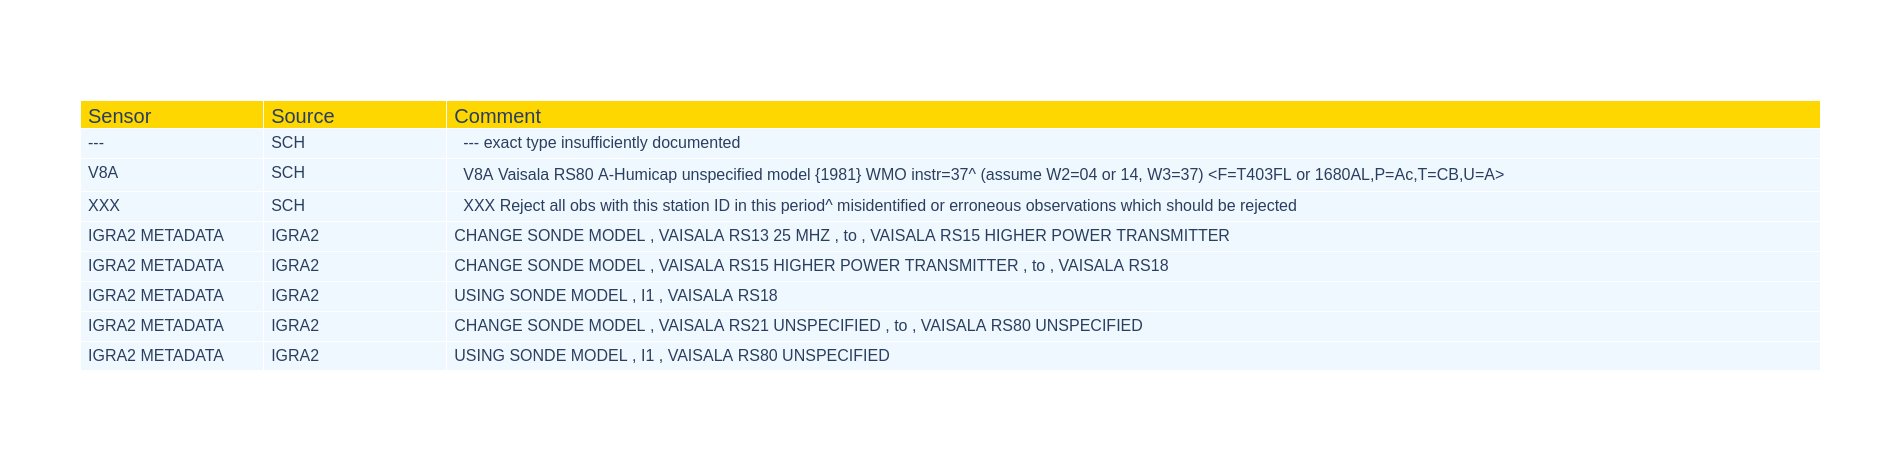 Sensor Source Comment
--- SCH --- exact type insufficiently documented
V8A SCH V8A Vaisala RS80 A-Humicap unspecified model {1981} WMO instr=37^ (assume W2=04 or 14, W3=37) <F=T403FL or 1680AL,P=Ac,T=CB,U=A>
XXX SCH XXX Reject all obs with this station ID in this period^ misidentified or erroneous observations which should be rejected
IGRA2 METADATA IGRA2 CHANGE SONDE MODEL , VAISALA RS13 25 MHZ , to , VAISALA RS15 HIGHER POWER TRANSMITTER
IGRA2 METADATA IGRA2 CHANGE SONDE MODEL , VAISALA RS15 HIGHER POWER TRANSMITTER , to , VAISALA RS18
IGRA2 METADATA IGRA2 USING SONDE MODEL , I1 , VAISALA RS18
IGRA2 METADATA IGRA2 CHANGE SONDE MODEL , VAISALA RS21 UNSPECIFIED , to , VAISALA RS80 UNSPECIFIED
IGRA2 METADATA IGRA2 USING SONDE MODEL , I1 , VAISALA RS80 UNSPECIFIED